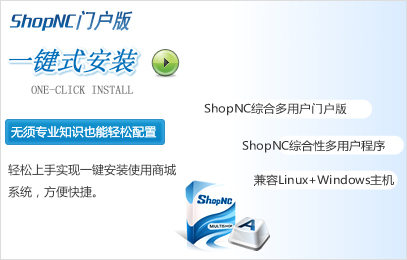 ShopNC门户版
一键式安装
ONE-CLICK INSTALL
无须专业知识也能轻松配置
轻松上手实现一键安装使用商城
系统，方便快捷。
ShopNC综合多用户门户版
ShopNC综合性多用户程序
兼容Linux+Windows主机
ShopNC
MULTISHOP
A